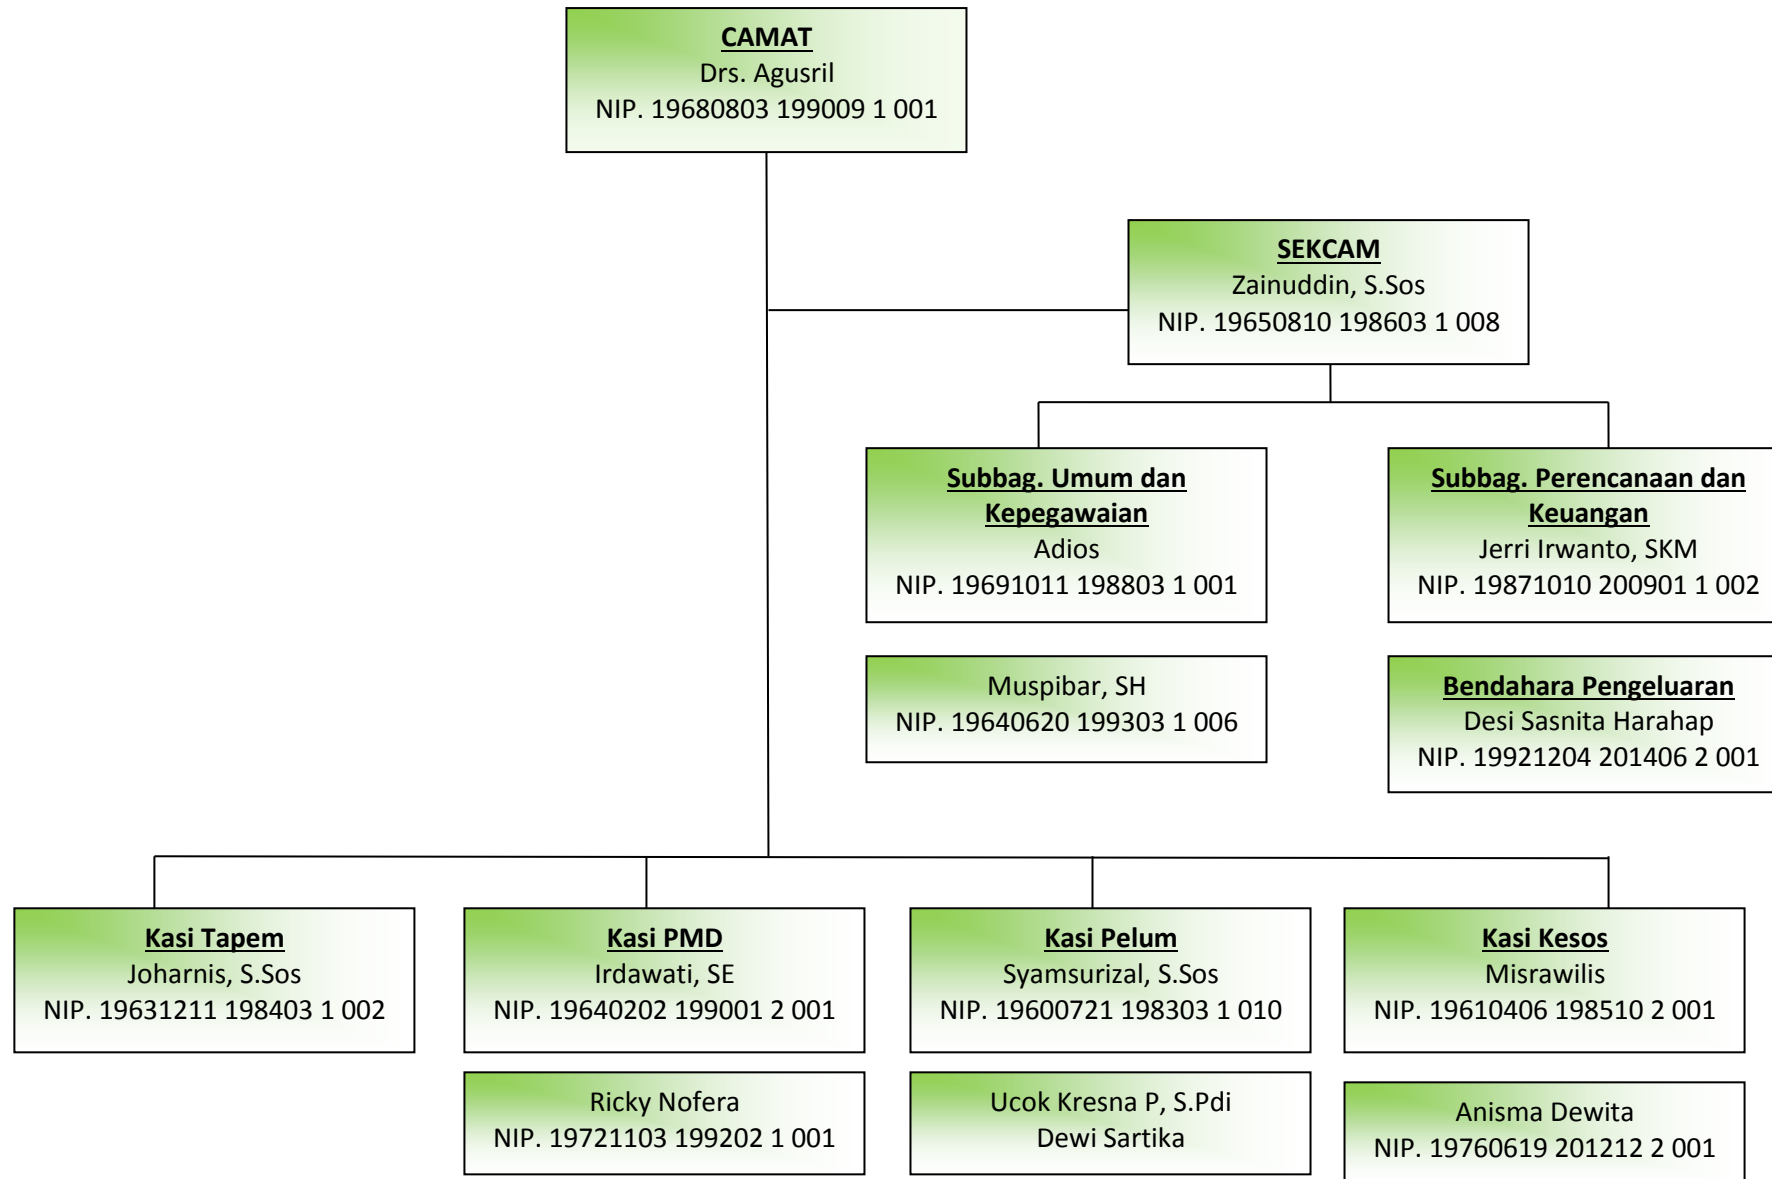 CAMAT
Drs. Agusril
NIP. 19680803 199009 1 001
SEKCAM
Zainuddin, S.Sos
NIP. 19650810 198603 1 008
Subbag. Umum dan
Kepegawaian
Adios
NIP. 19691011 198803 1 001
Subbag. Perencanaan dan
Keuangan
Jerri Irwanto, SKM
NIP. 19871010 200901 1 002
Muspibar, SH
NIP. 19640620 199303 1 006
Bendahara Pengeluaran
Desi Sasnita Harahap
NIP. 19921204 201406 2 001
Kasi Tapem
Joharnis, S.Sos
NIP. 19631211 198403 1 002
Kasi PMD
Irdawati, SE
NIP. 19640202 199001 2 001
Kasi Pelum
Syamsurizal, S.Sos
NIP. 19600721 198303 1 010
Kasi Kesos
Misrawilis
NIP. 19610406 198510 2 001
Ricky Nofera
NIP. 19721103 199202 1 001
Ucok Kresna P, S.Pdi
Dewi Sartika
Anisma Dewita
NIP. 19760619 201212 2 001